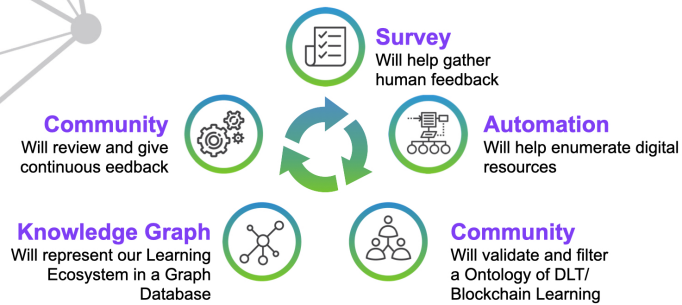 Survey
Will help gather
human feedback
Community
Will review and give
continuous eedback
Automation
Will help enumerate digital
resources
Knowledge Graph
Will represent our Learning
Ecosystem in a Graph
Database
Community
Will validate and filter
a Ontology of DLT/
Blockchain Learning